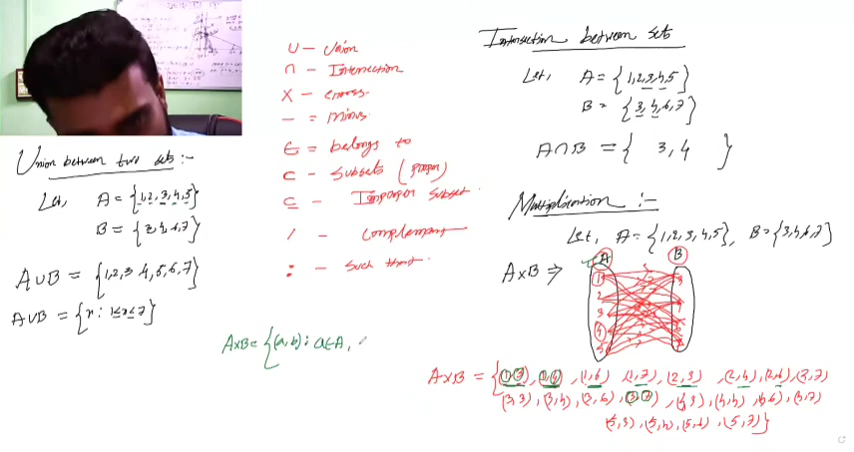 Union between two sets :-
Let, A = {1,2,3,4,5}
B = {3,4,6,7}
A∪B = {1,2,3 4,5,6,7}
A∪B = {x : 1≤x≤7}
∪ – Union
∩ – Intersection
X – cross
– = minus
∈ = belongs to
⊂ – Subsets (proper)
⊆ – Improper Subset
/ – complement
: – Such that
A×B = {(a, b) : a∈A,
Intersection between sets
Let, A = {1,2,3,4,5}
B = {3,4,6,7}
A∩B = { 3, 4 }
Multiplication :-
Let, A = {1,2,3,4,5}, B = {3,4,6,7}
A×B ⇒ A B
A×B = {(1,3), (1,4), (1,6), (1,7), (2,3), (2,4), (2,6), (2,7)
(3,3), (3,4), (3,6), (4,3), (4,4), (4,6), (4,7)
(5,3), (5,4), (5,6), (5,7)}